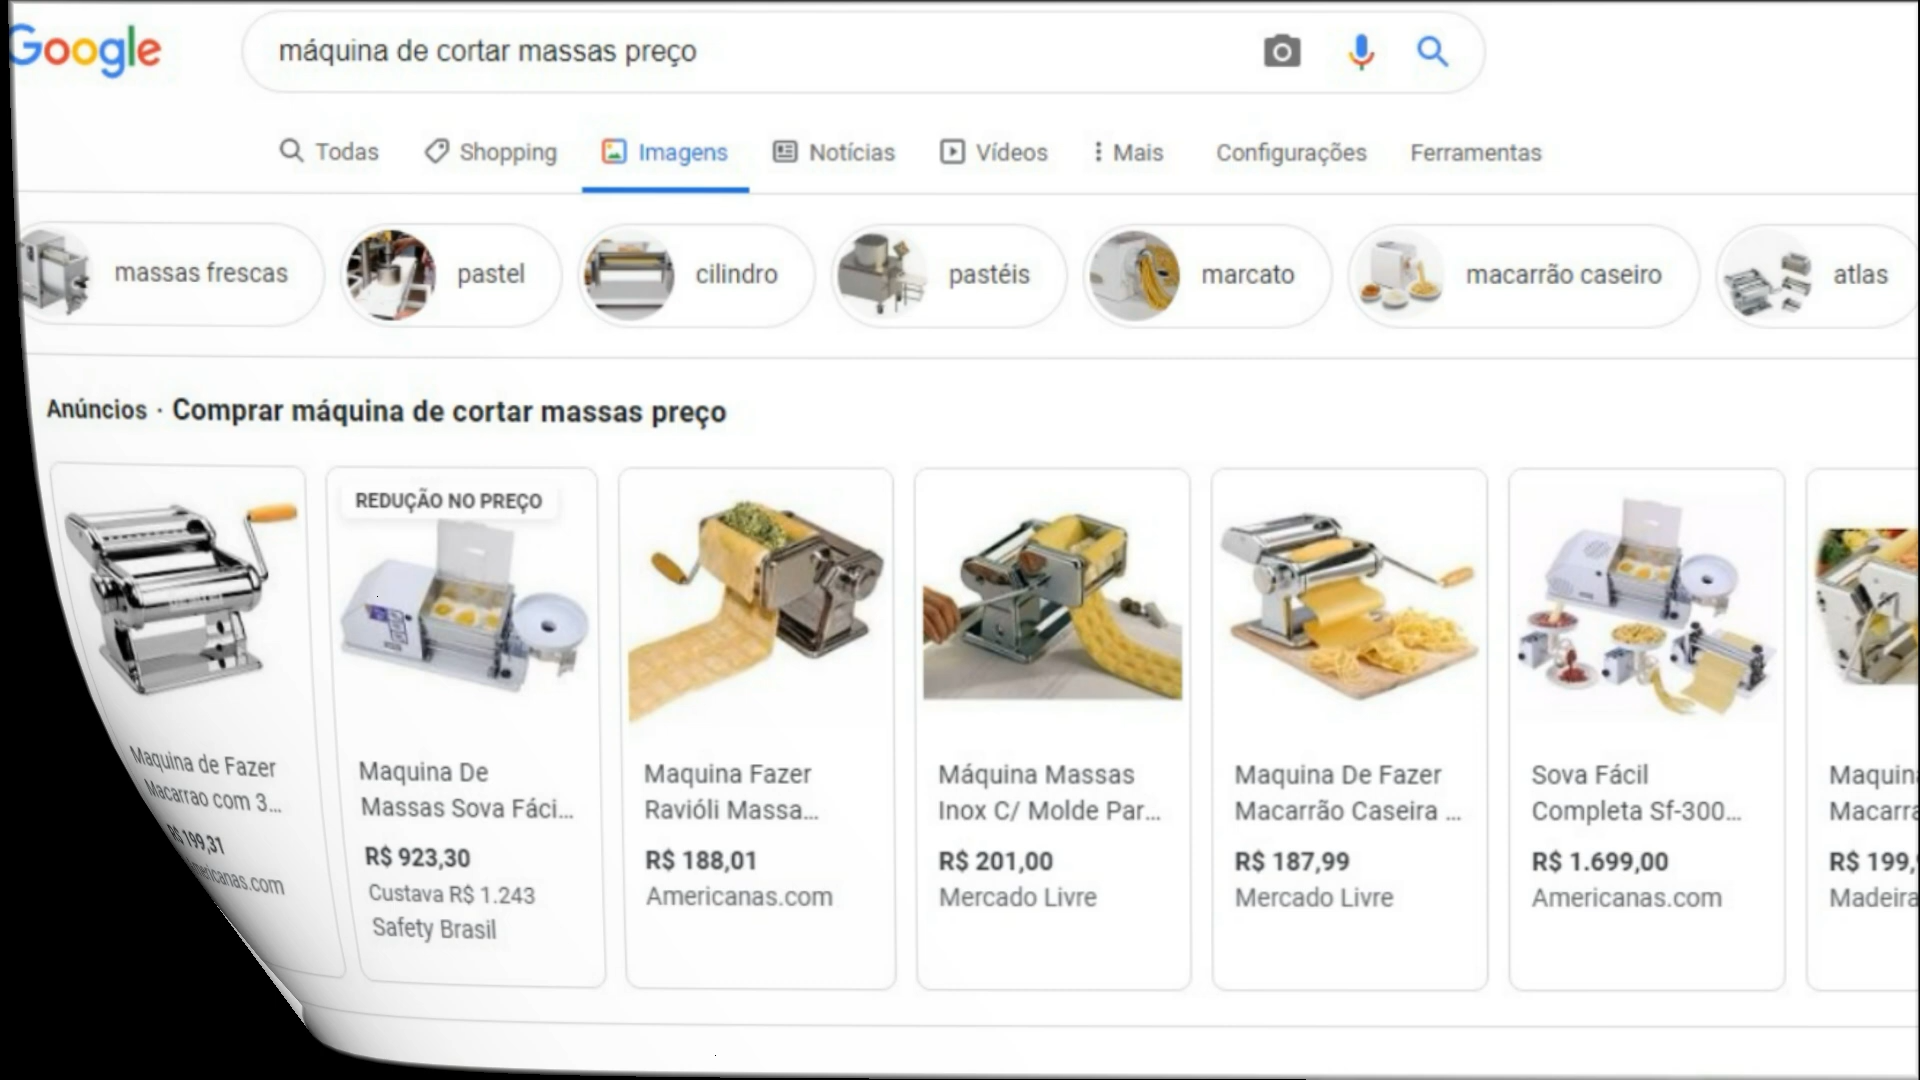 Google
máquina de cortar massas preço
Todas Shopping Imagens Notícias Vídeos Mais Configurações Ferramentas
massas frescas pastel cilindro pastéis marcato macarrão caseiro atlas
Anúncios · Comprar máquina de cortar massas preço
Maquina de Fazer
Macarrao com 3...
R$ 199,31
REDUÇÃO NO PREÇO
Maquina De
Massas Sova Fáci...
R$ 923,30
Custava R$ 1.243
Safety Brasil
Maquina Fazer
Ravióli Massa...
R$ 188,01
Americanas.com
Máquina Massas
Inox C/ Molde Par...
R$ 201,00
Mercado Livre
Maquina De Fazer
Macarrão Caseira ...
R$ 187,99
Mercado Livre
Sova Fácil
Completa Sf-300...
R$ 1.699,00
Americanas.com
R$ 199,
Madeira